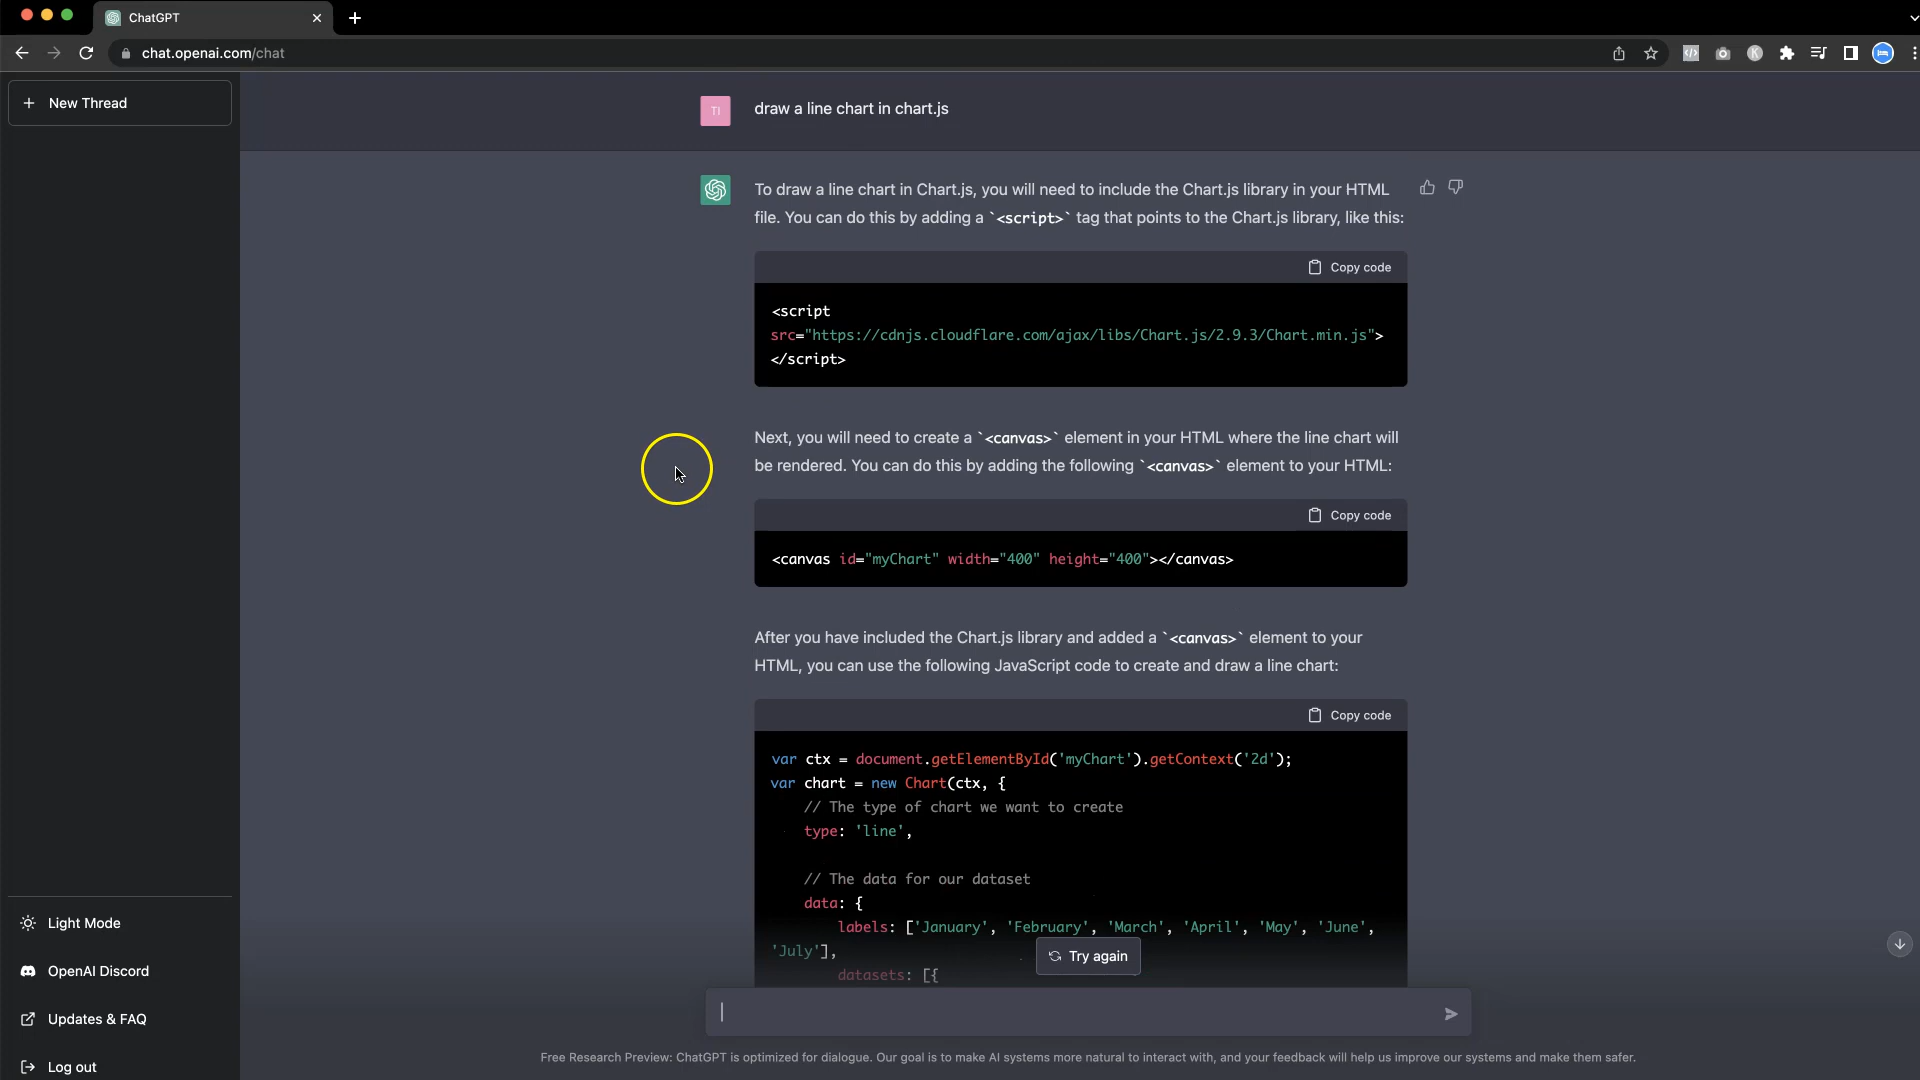 ChatGPT
chat.openai.com/chat
K
New Thread
TI
draw a line chart in chart.js
To draw a line chart in Chart.js, you will need to include the Chart.js library in your HTML
file. You can do this by adding a `<script>` tag that points to the Chart.js library, like this:
Copy code
<script
src="https://cdnjs.cloudflare.com/ajax/libs/Chart.js/2.9.3/Chart.min.js">
</script>
Next, you will need to create a `<canvas>` element in your HTML where the line chart will
be rendered. You can do this by adding the following `<canvas>` element to your HTML:
Copy code
<canvas id="myChart" width="400" height="400"></canvas>
After you have included the Chart.js library and added a `<canvas>` element to your
HTML, you can use the following JavaScript code to create and draw a line chart:
Copy code
var ctx = document.getElementById('myChart').getContext('2d');
var chart = new Chart(ctx, {
// The type of chart we want to create
type: 'line',
// The data for our dataset
data: {
labels: ['January', 'February', 'March', 'April', 'May', 'June',
'July'],
datasets: [{
Try again
Light Mode
OpenAI Discord
Updates & FAQ
Log out
Free Research Preview: ChatGPT is optimized for dialogue. Our goal is to make AI systems more natural to interact with, and your feedback will help us improve our systems and make them safer.